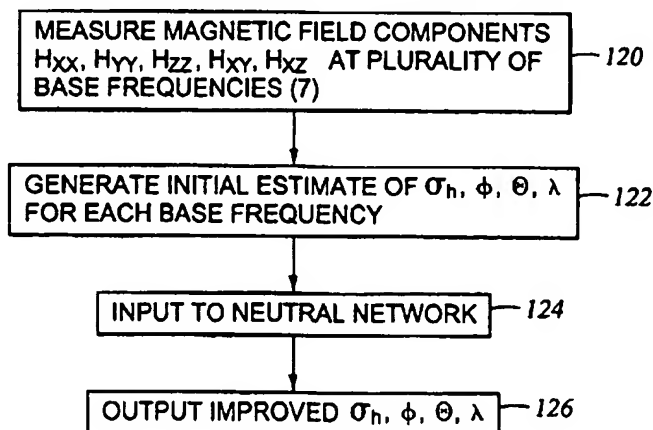 MEASURE MAGNETIC FIELD COMPONENTS
HXX, HYY, HZZ, HXY, HXZ AT PLURALITY OF
BASE FREQUENCIES (7)
120
GENERATE INITIAL ESTIMATE OF σh, ϕ, Θ, λ
FOR EACH BASE FREQUENCY
122
INPUT TO NEUTRAL NETWORK
124
OUTPUT IMPROVED σh, ϕ, Θ, λ
126